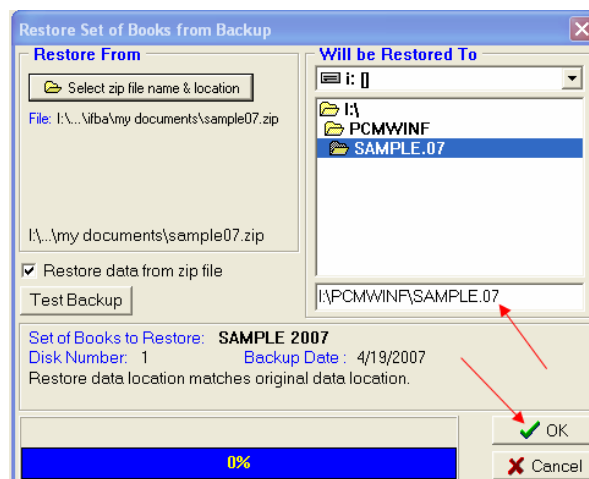 Restore Set of Books from Backup
Restore From
Select zip file name & location
File: I:\...\ifba\my documents\sample07.zip
I:\...\my documents\sample07.zip
Restore data from zip file
Test Backup
Will be Restored To
i: []
I:\
PCMWINF
SAMPLE.07
I:\PCMWINF\SAMPLE.07
Set of Books to Restore: SAMPLE 2007
Disk Number: 1 Backup Date : 4/19/2007
Restore data location matches original data location.
OK
0%
Cancel